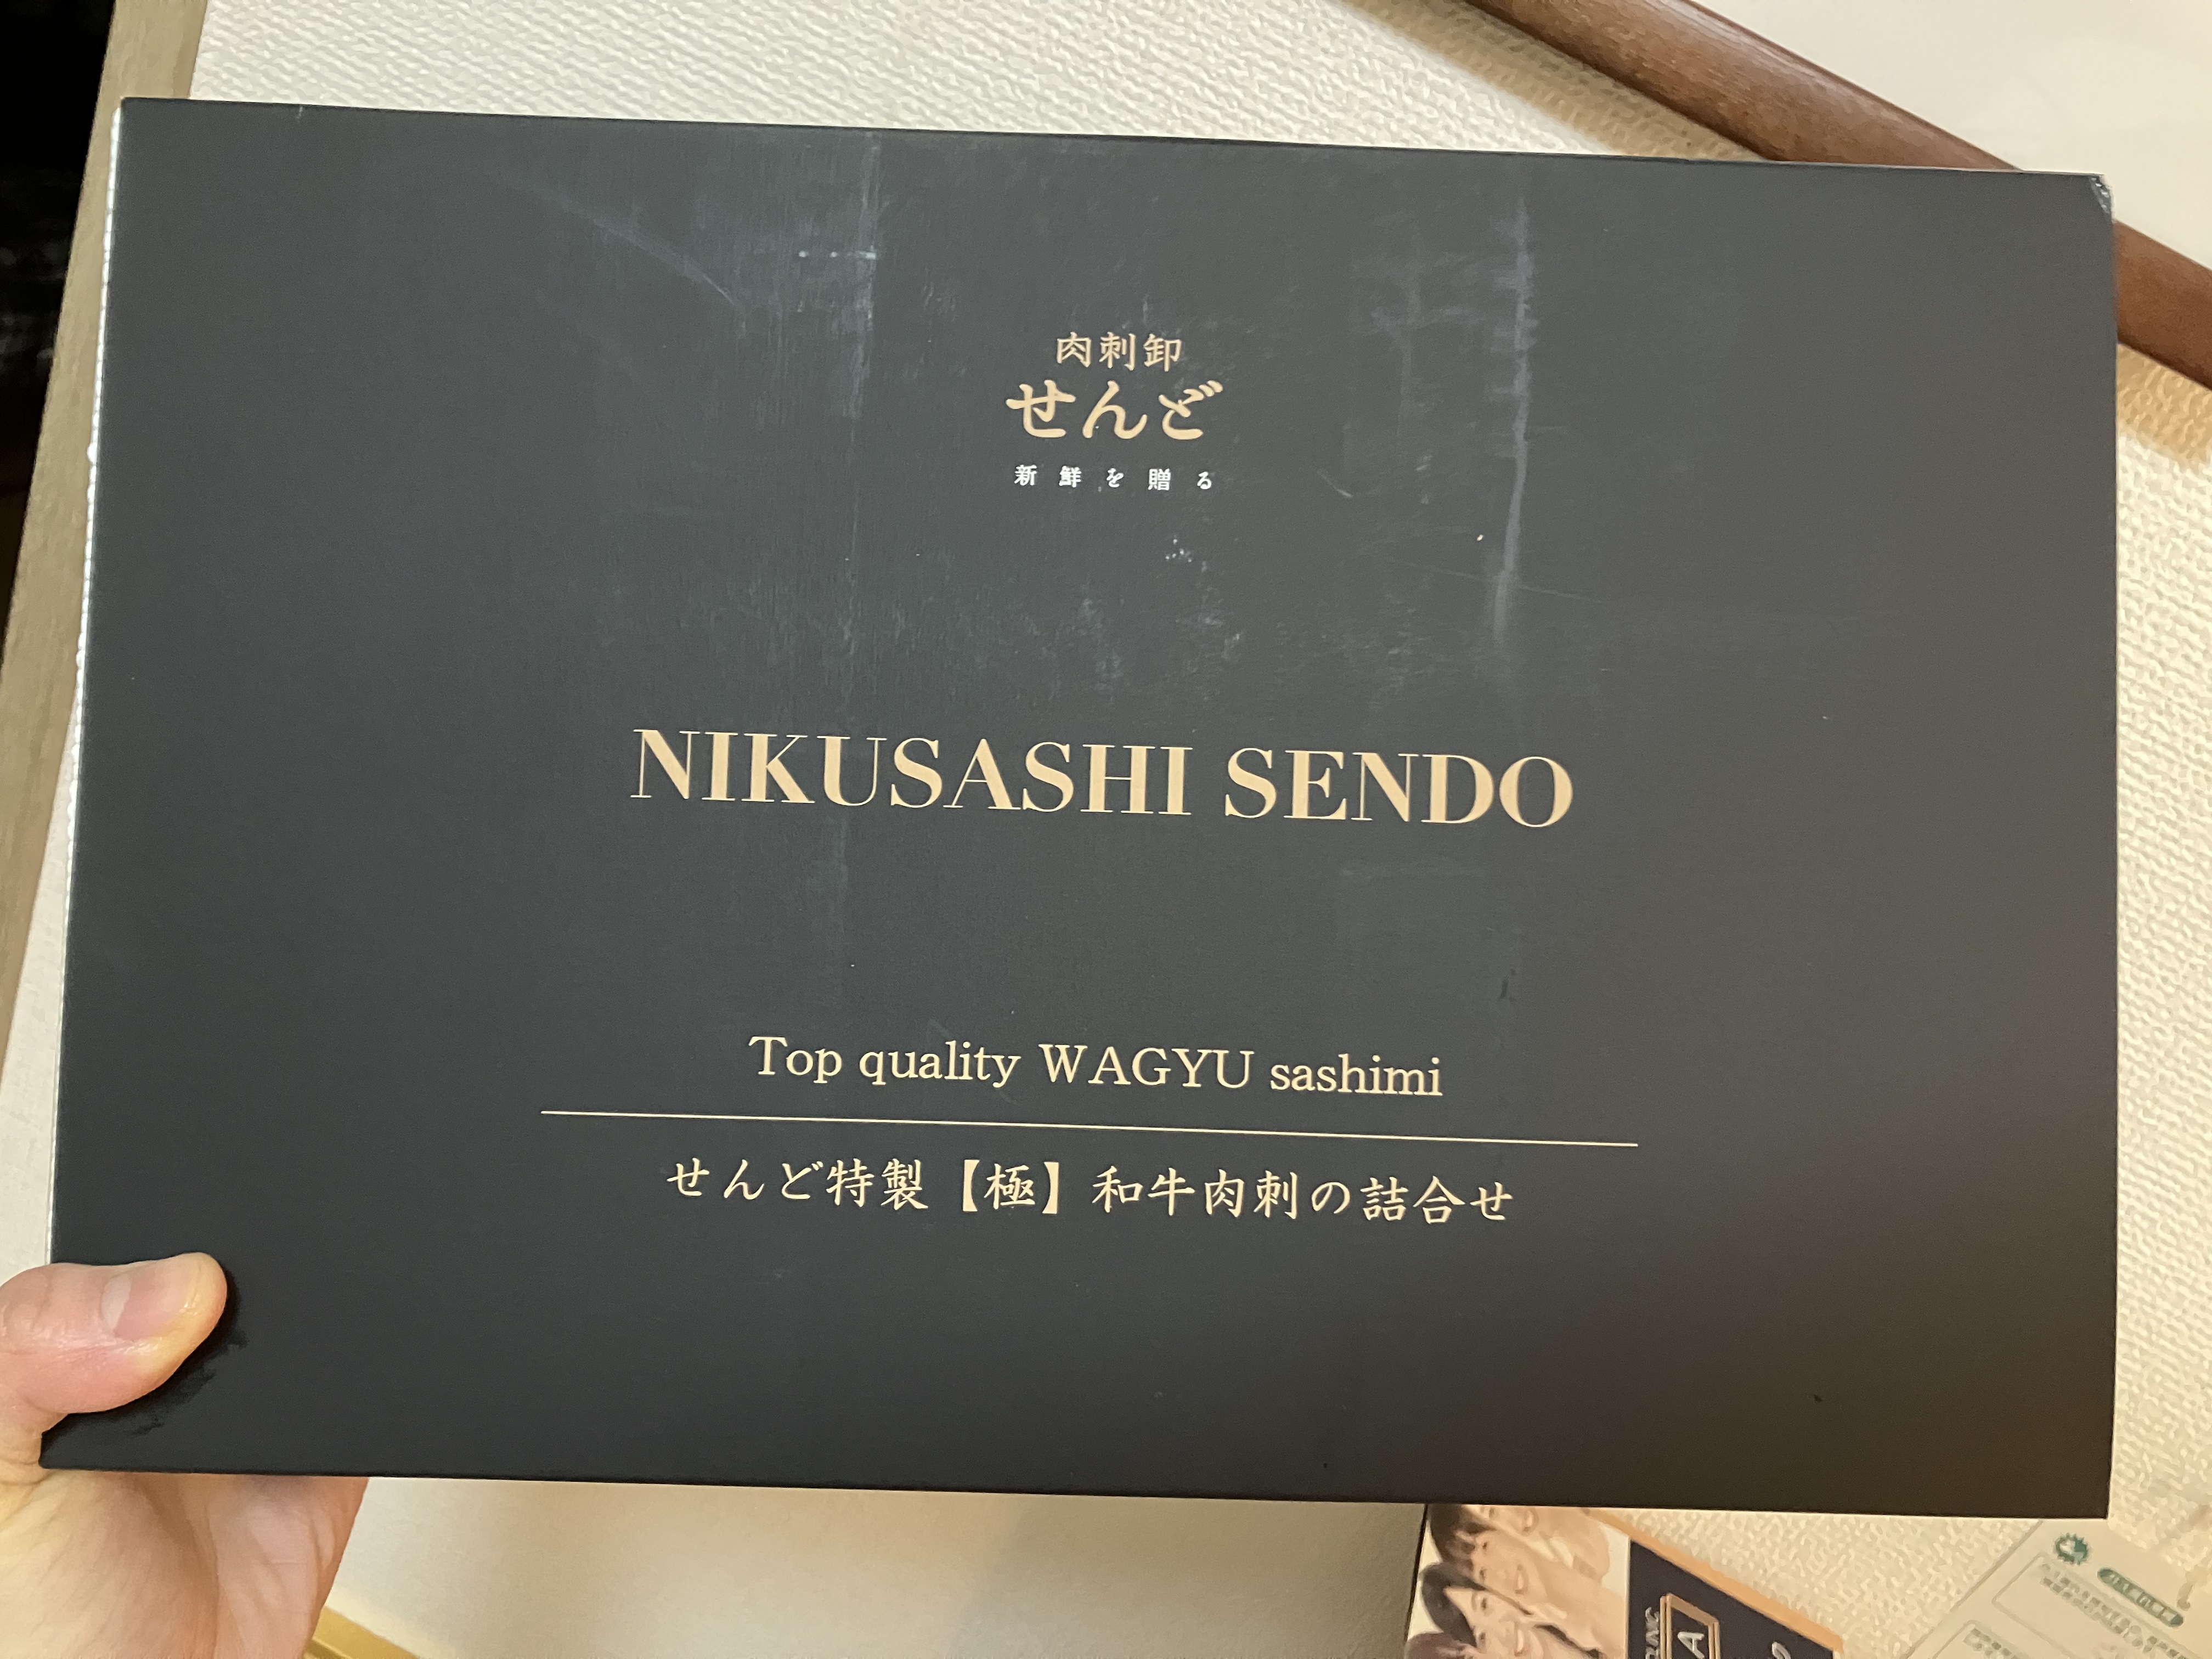 肉刺卸
せんど
新鮮を贈る
NIKUSASHI SENDO
Top quality WAGYU sashimi
せんど特製【極】和牛肉刺の詰合せ